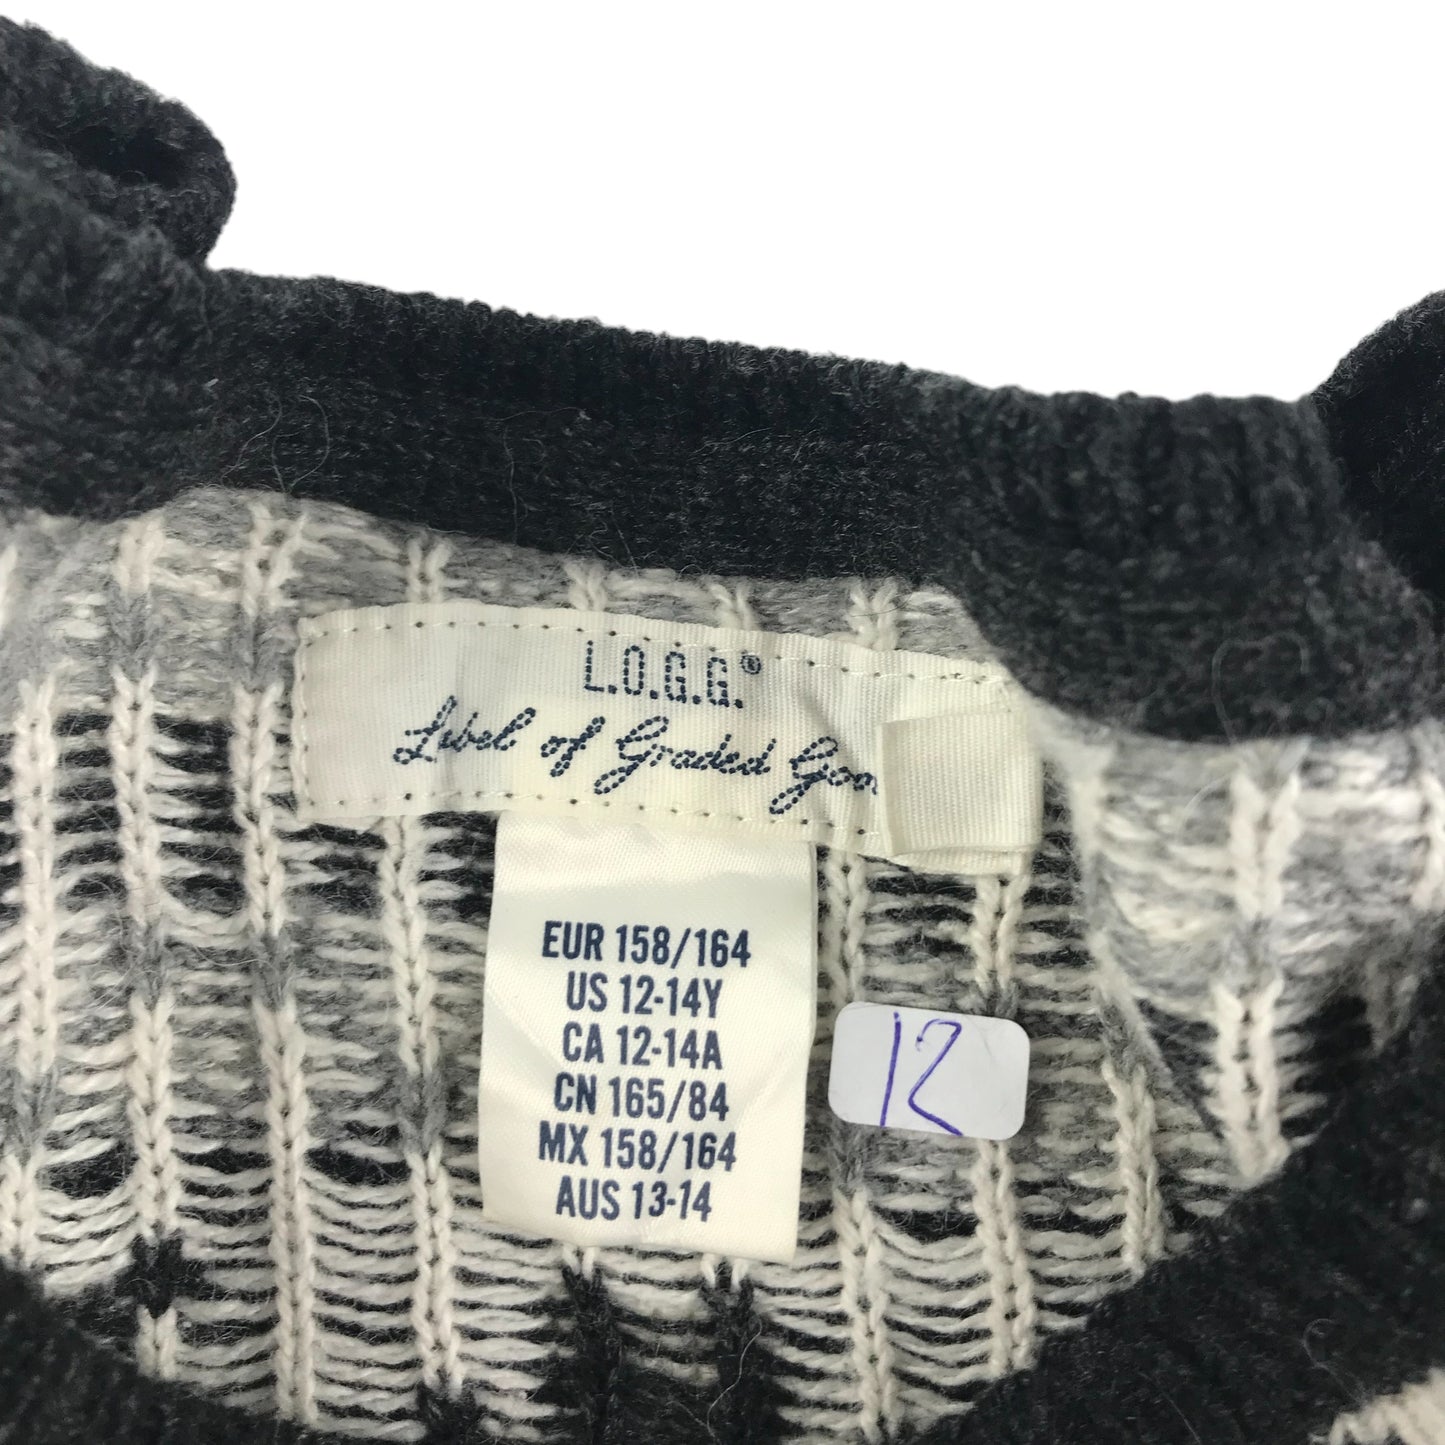 L.O.G.G.®
Label of Graded Goo
EUR 158/164
US 12-14Y
CA 12-14A
CN 165/84
MX 158/164
AUS 13-14
12